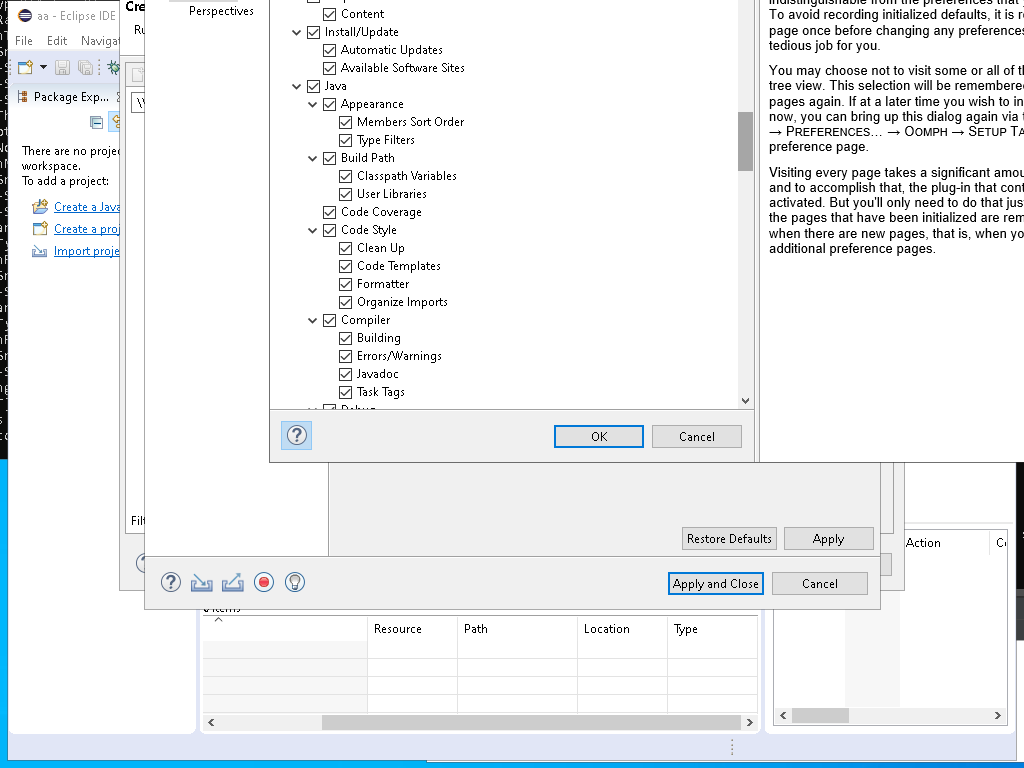 aa - Eclipse IDE
Cre
Perspectives
File Edit Naviga
Ru
Package Exp...
There are no projec
workspace.
To add a project:
Create a Java
Create a proj
Import proje
Filt
Content
Install/Update
Automatic Updates
Available Software Sites
Java
Appearance
Members Sort Order
Type Filters
Build Path
Classpath Variables
User Libraries
Code Coverage
Code Style
Clean Up
Code Templates
Formatter
Organize Imports
Compiler
Building
Errors/Warnings
Javadoc
Task Tags
Debug
OK Cancel
indistinguishable from the preferences that y
To avoid recording initialized defaults, it is r
page once before changing any preferences
tedious job for you.
You may choose not to visit some or all of th
tree view. This selection will be remembered
pages again. If at a later time you wish to in
now, you can bring up this dialog again via t
→ PREFERENCES... → OOMPH → SETUP TA
preference page.
Visiting every page takes a significant amou
and to accomplish that, the plug-in that cont
activated. But you'll only need to do that jus
the pages that have been initialized are rem
when there are new pages, that is, when yo
additional preference pages.
Restore Defaults Apply
Apply and Close Cancel
Action
items
Resource Path Location Type